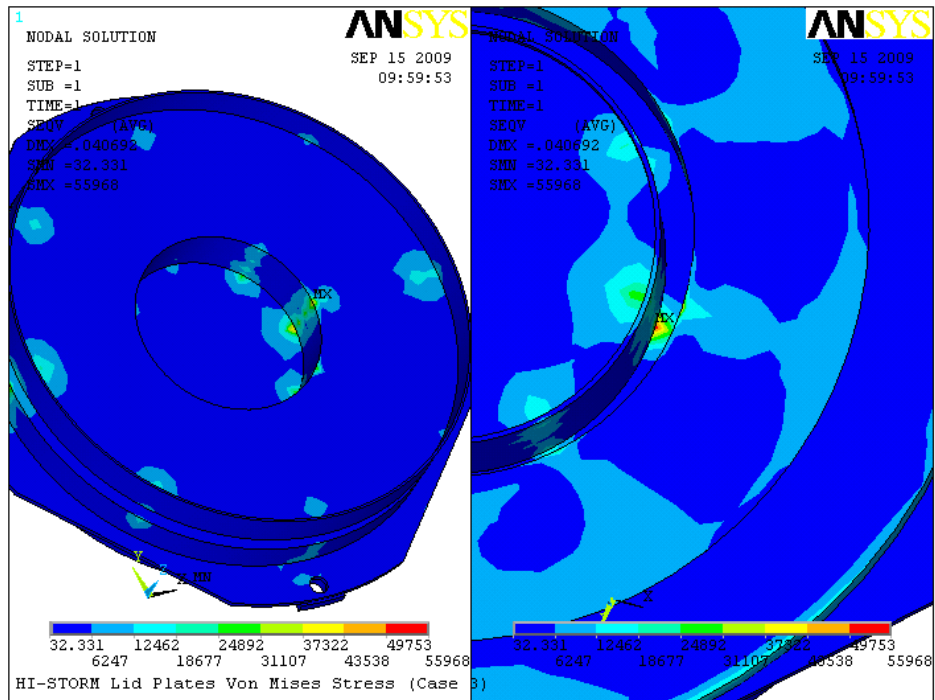 1
ANSYS
NODAL SOLUTION
SEP 15 2009
09:59:53
STEP=1
SUB =1
TIME=1
SEQV (AVG)
DMX =.040692
SMN =32.331
SMX =55968
MX
Y
Z
X MN
32.331 12462 24892 37322 49753
6247 18677 31107 43538 55968
HI-STORM Lid Plates Von Mises Stress (Case 3)
ANSYS
NODAL SOLUTION
SEP 15 2009
09:59:53
STEP=1
SUB =1
TIME=1
SEQV (AVG)
DMX =.040692
SMN =32.331
SMX =55968
MX
X
32.331 12462 24892 37322 49753
6247 18677 31107 43538 55968